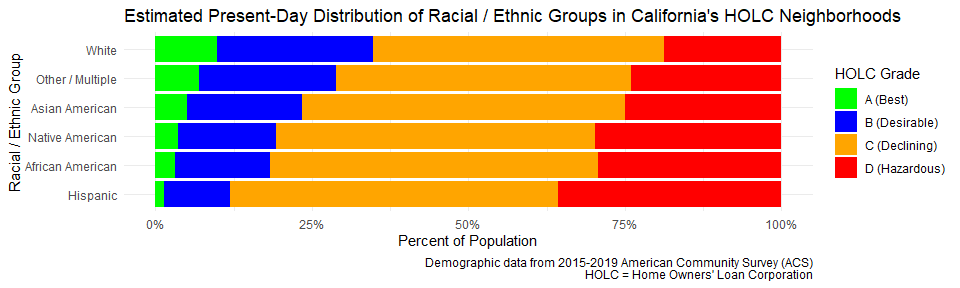 Estimated Present-Day Distribution of Racial / Ethnic Groups in California's HOLC Neighborhoods
Racial / Ethnic Group
White
Other / Multiple
Asian American
Native American
African American
Hispanic
0%
25%
50%
75%
100%
Percent of Population
HOLC Grade
A (Best)
B (Desirable)
C (Declining)
D (Hazardous)
Demographic data from 2015-2019 American Community Survey (ACS)
HOLC = Home Owners' Loan Corporation